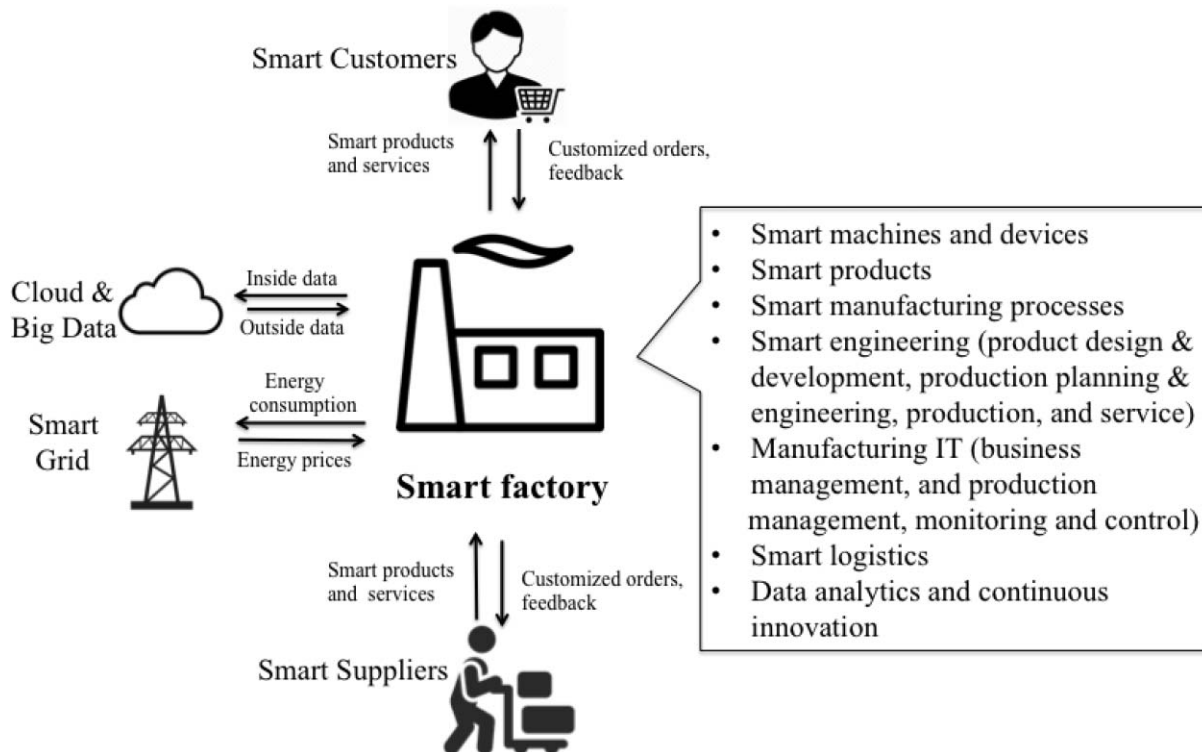 Smart Customers
Smart products
and services
Customized orders,
feedback
Cloud &
Big Data
Inside data
Outside data
Smart
Grid
Energy
consumption
Energy prices
Smart factory
Smart products
and services
Customized orders,
feedback
Smart Suppliers
• Smart machines and devices
• Smart products
• Smart manufacturing processes
• Smart engineering (product design &
development, production planning &
engineering, production, and service)
• Manufacturing IT (business
management, and production
management, monitoring and control)
• Smart logistics
• Data analytics and continuous
innovation